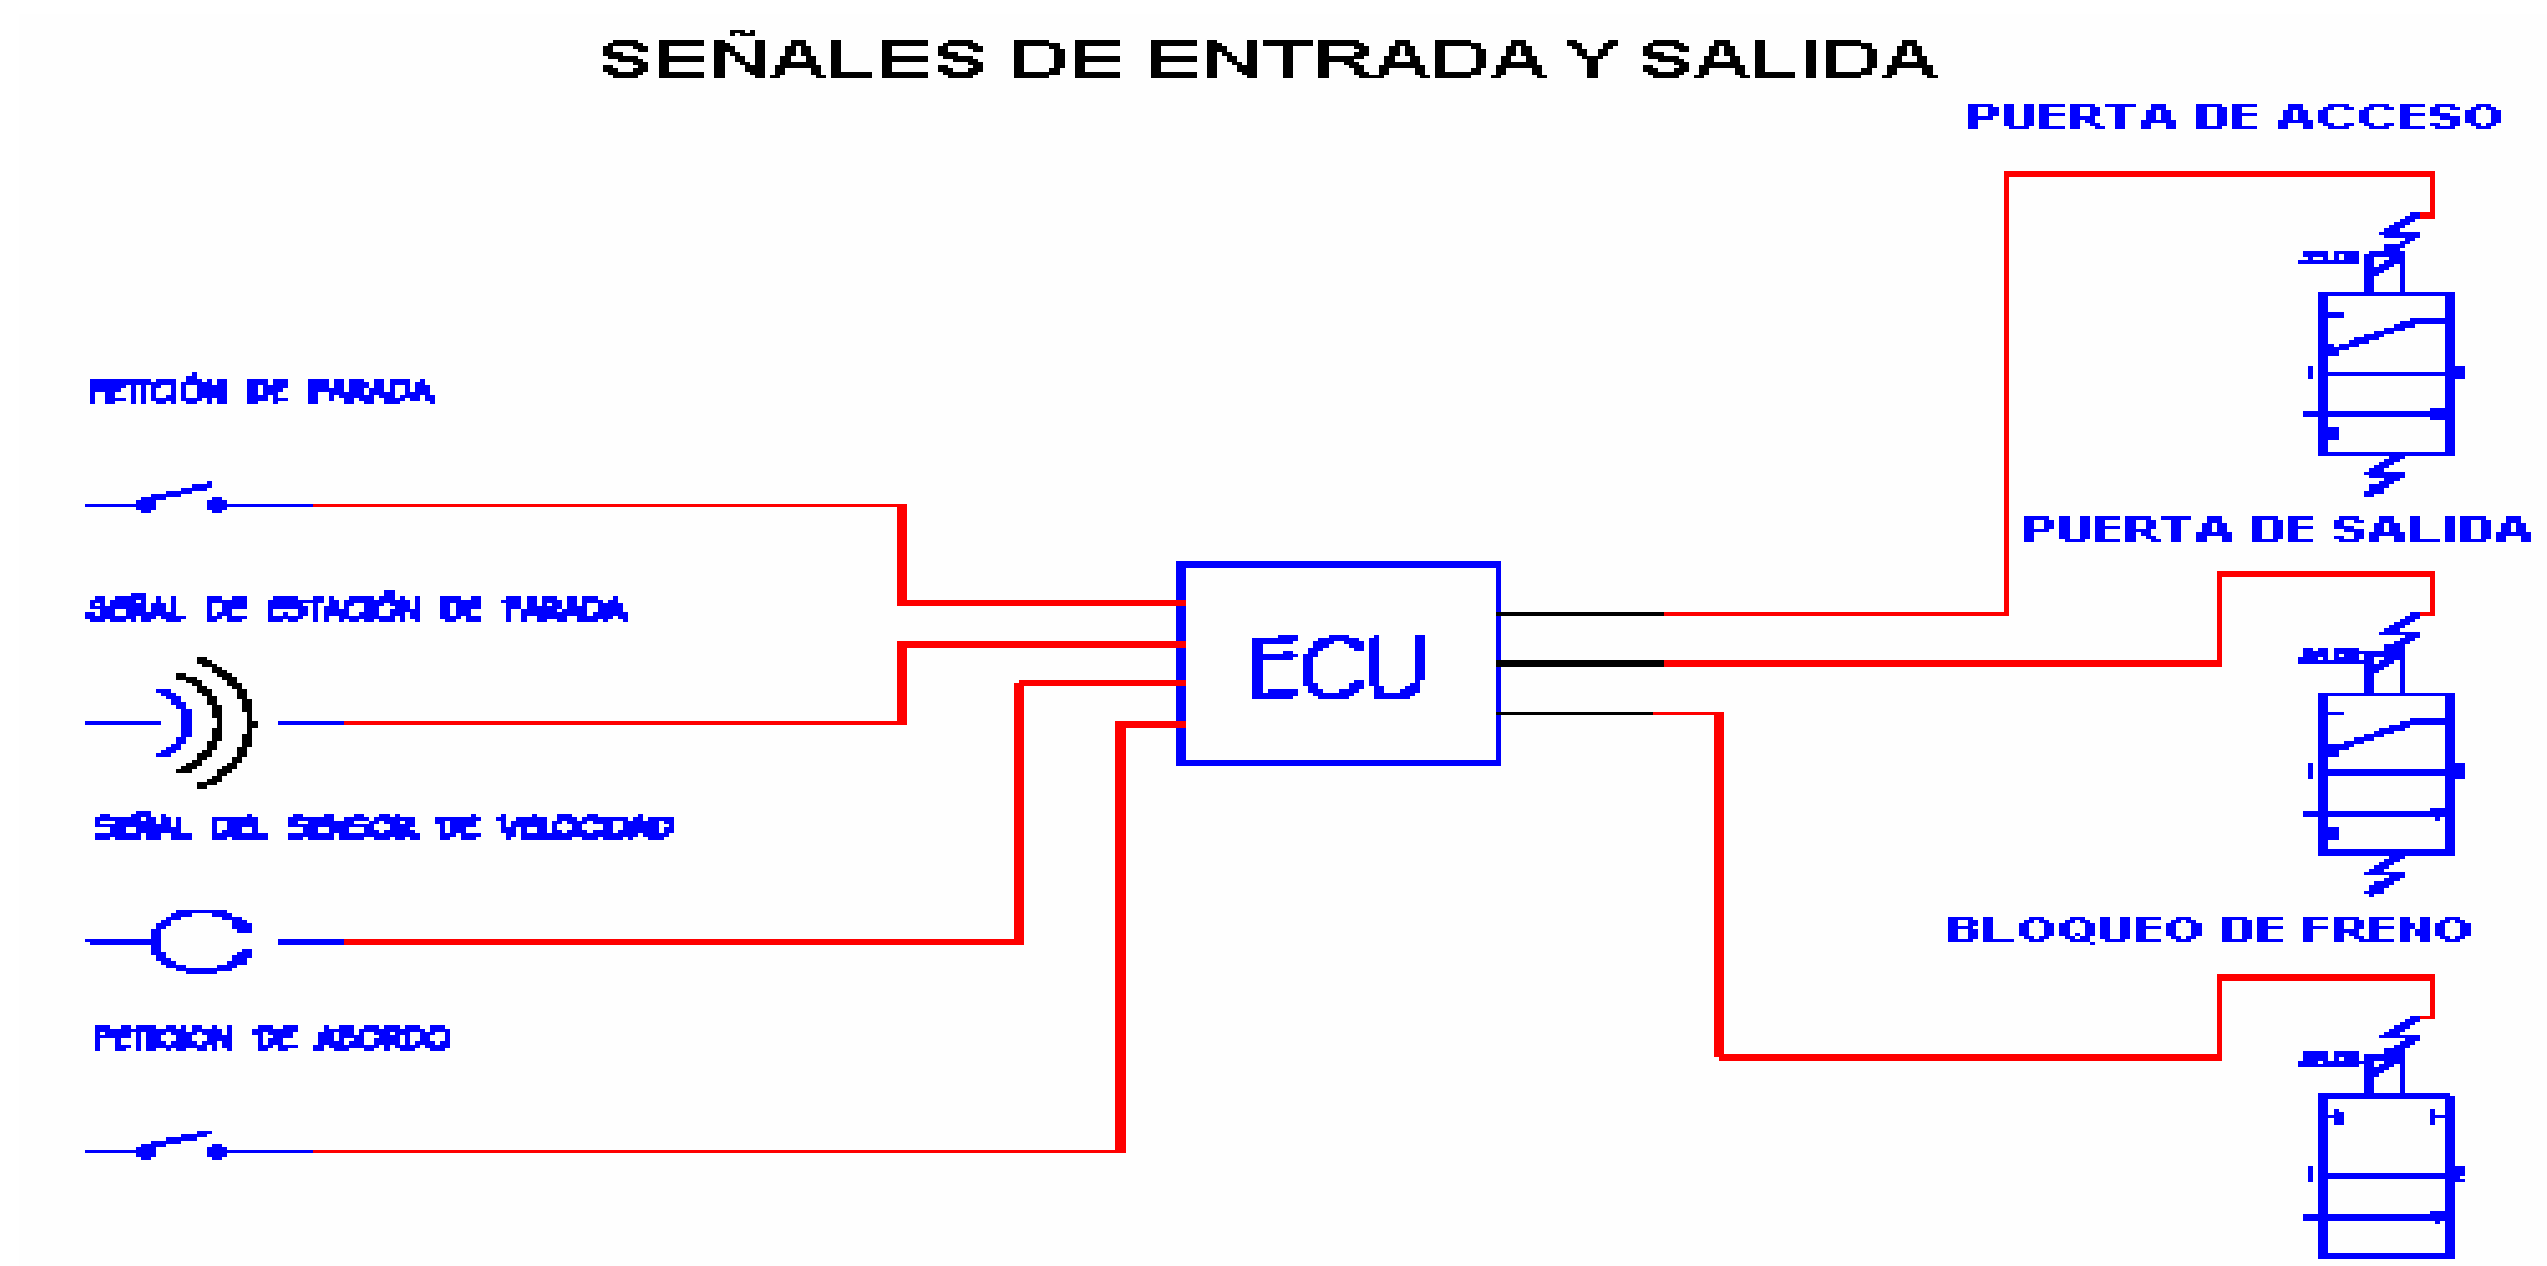 SEÑALES DE ENTRADA Y SALIDA
PUERTA DE ACCESO
PETICIÓN DE PARADA
PUERTA DE SALIDA
SEÑAL DE ESTACIÓN DE PARADA
ECU
SEÑAL DEL SENSOR DE VELOCIDAD
BLOQUEO DE FRENO
PETICION DE ABORDO